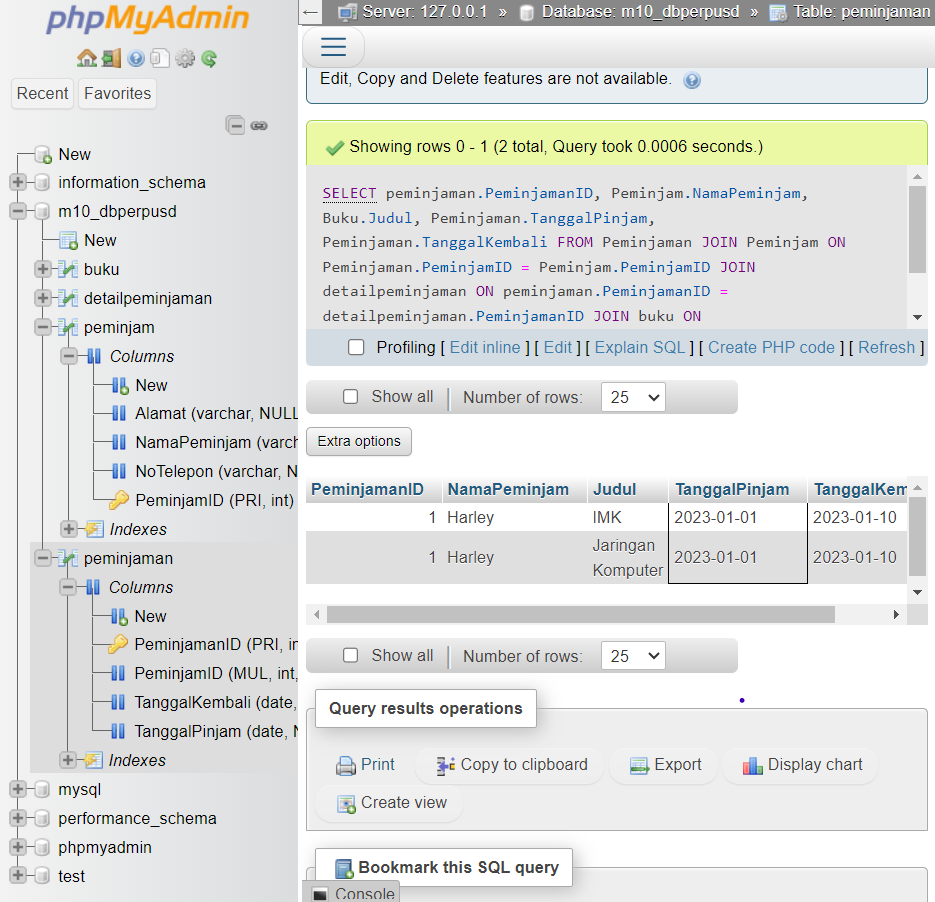 phpMyAdmin
Recent
Favorites
New
information_schema
m10_dbperpusd
New
buku
detailpeminjaman
peminjam
Columns
New
Alamat (varchar, NULL
NamaPeminjam (varch
NoTelepon (varchar, N
PeminjamID (PRI, int)
Indexes
peminjaman
Columns
New
PeminjamanID (PRI, in
PeminjamID (MUL, int,
TanggalKembali (date,
TanggalPinjam (date, N
Indexes
mysql
performance_schema
phpmyadmin
test
← Server: 127.0.0.1 » Database: m10_dbperpusd » Table: peminjaman
Edit, Copy and Delete features are not available.
Showing rows 0 - 1 (2 total, Query took 0.0006 seconds.)
SELECT peminjaman.PeminjamanID, Peminjam.NamaPeminjam,
Buku.Judul, Peminjaman.TanggalPinjam,
Peminjaman.TanggalKembali FROM Peminjaman JOIN Peminjam ON
Peminjaman.PeminjamID = Peminjam.PeminjamID JOIN
detailpeminjaman ON peminjaman.PeminjamanID =
detailpeminjaman.PeminjamanID JOIN buku ON
Profiling [ Edit inline ] [ Edit ] [ Explain SQL ] [ Create PHP code ] [ Refresh ]
Show all | Number of rows: 25
Extra options
PeminjamanID NamaPeminjam Judul TanggalPinjam TanggalKem
1 Harley IMK 2023-01-01 2023-01-10
1 Harley Jaringan Komputer 2023-01-01 2023-01-10
Show all | Number of rows: 25
Query results operations
Print Copy to clipboard Export Display chart
Create view
Bookmark this SQL query
Console